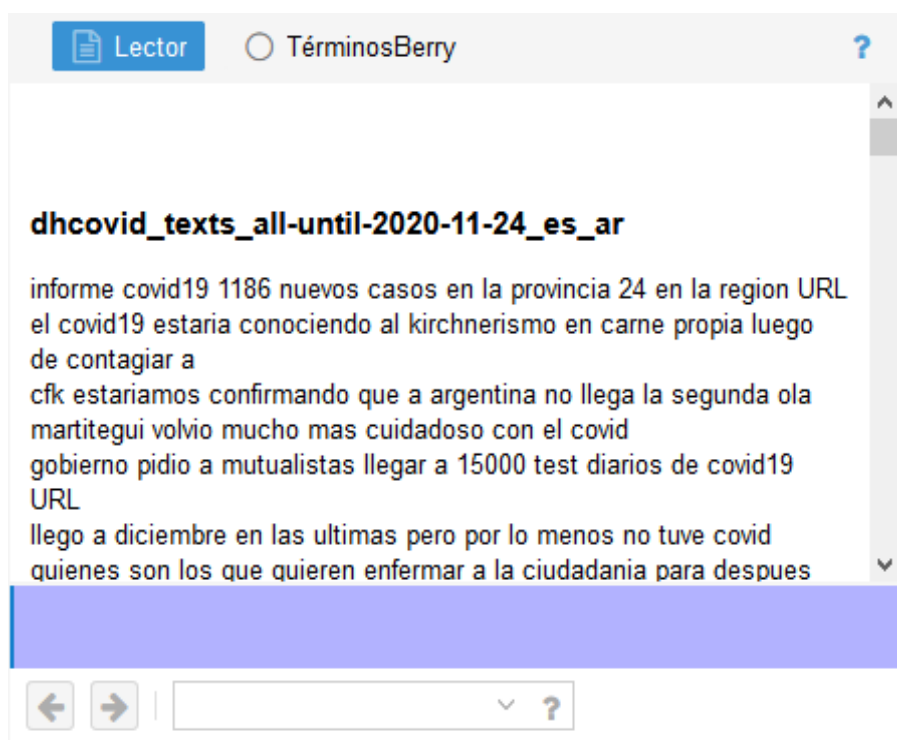 Lector TérminosBerry ?
dhcovid_texts_all-until-2020-11-24_es_ar
informe covid19 1186 nuevos casos en la provincia 24 en la region URL
el covid19 estaria conociendo al kirchnerismo en carne propia luego
de contagiar a
cfk estariamos confirmando que a argentina no llega la segunda ola
martitegui volvio mucho mas cuidadoso con el covid
gobierno pidio a mutualistas llegar a 15000 test diarios de covid19
URL
llego a diciembre en las ultimas pero por lo menos no tuve covid
quienes son los que quieren enfermar a la ciudadania para despues
?